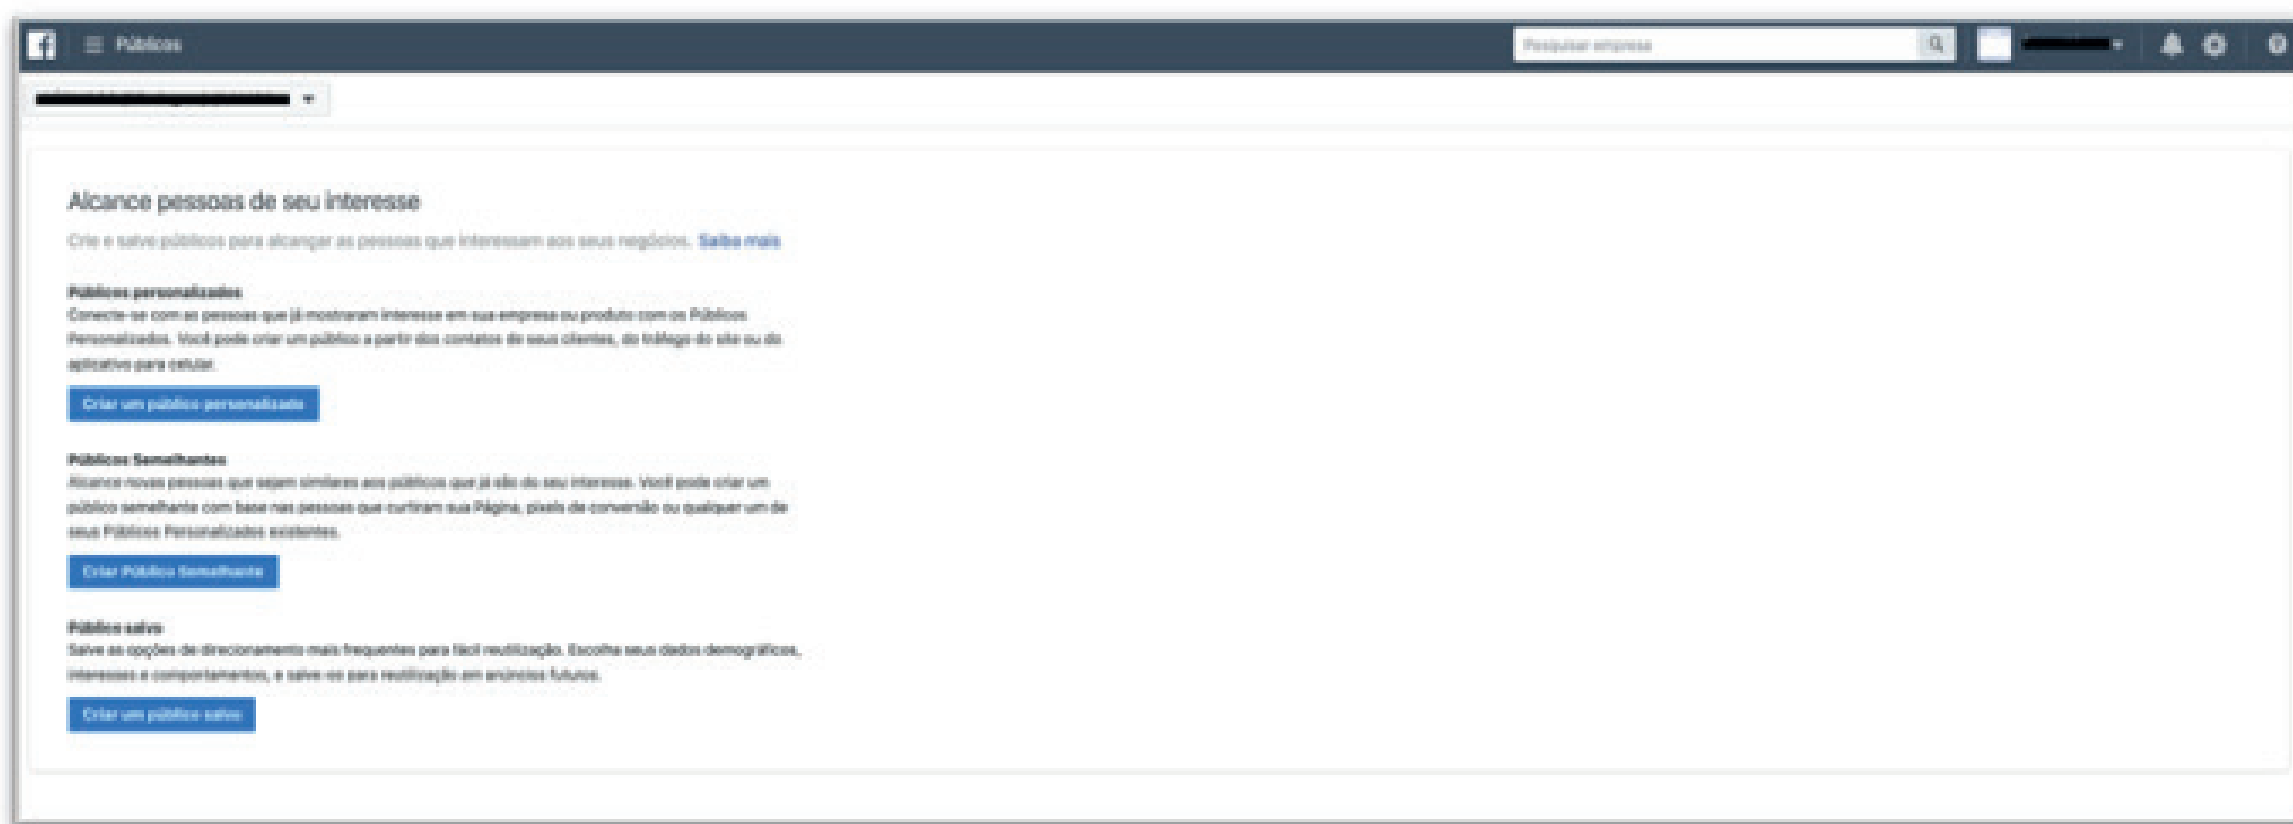 f
Públicos
Pesquisar empresa
Alcance pessoas de seu interesse
Crie e salve públicos para alcançar as pessoas que interessam aos seus negócios. Saiba mais
Públicos personalizados
Conecte-se com as pessoas que já mostraram interesse em sua empresa ou produto com os Públicos
Personalizados. Você pode criar um público a partir dos contatos de seus clientes, do tráfego do site ou do
aplicativo para celular.
Criar um público personalizado
Públicos Semelhantes
Alcance novas pessoas que sejam similares aos públicos que já são do seu interesse. Você pode criar um
público semelhante com base nas pessoas que curtiram sua Página, pixels de conversão ou qualquer um de
seus Públicos Personalizados existentes.
Criar Público Semelhante
Público salvo
Salve as opções de direcionamento mais frequentes para fácil reutilização. Escolha seus dados demográficos,
interesses e comportamentos, e salve-os para reutilização em anúncios futuros.
Criar um público salvo